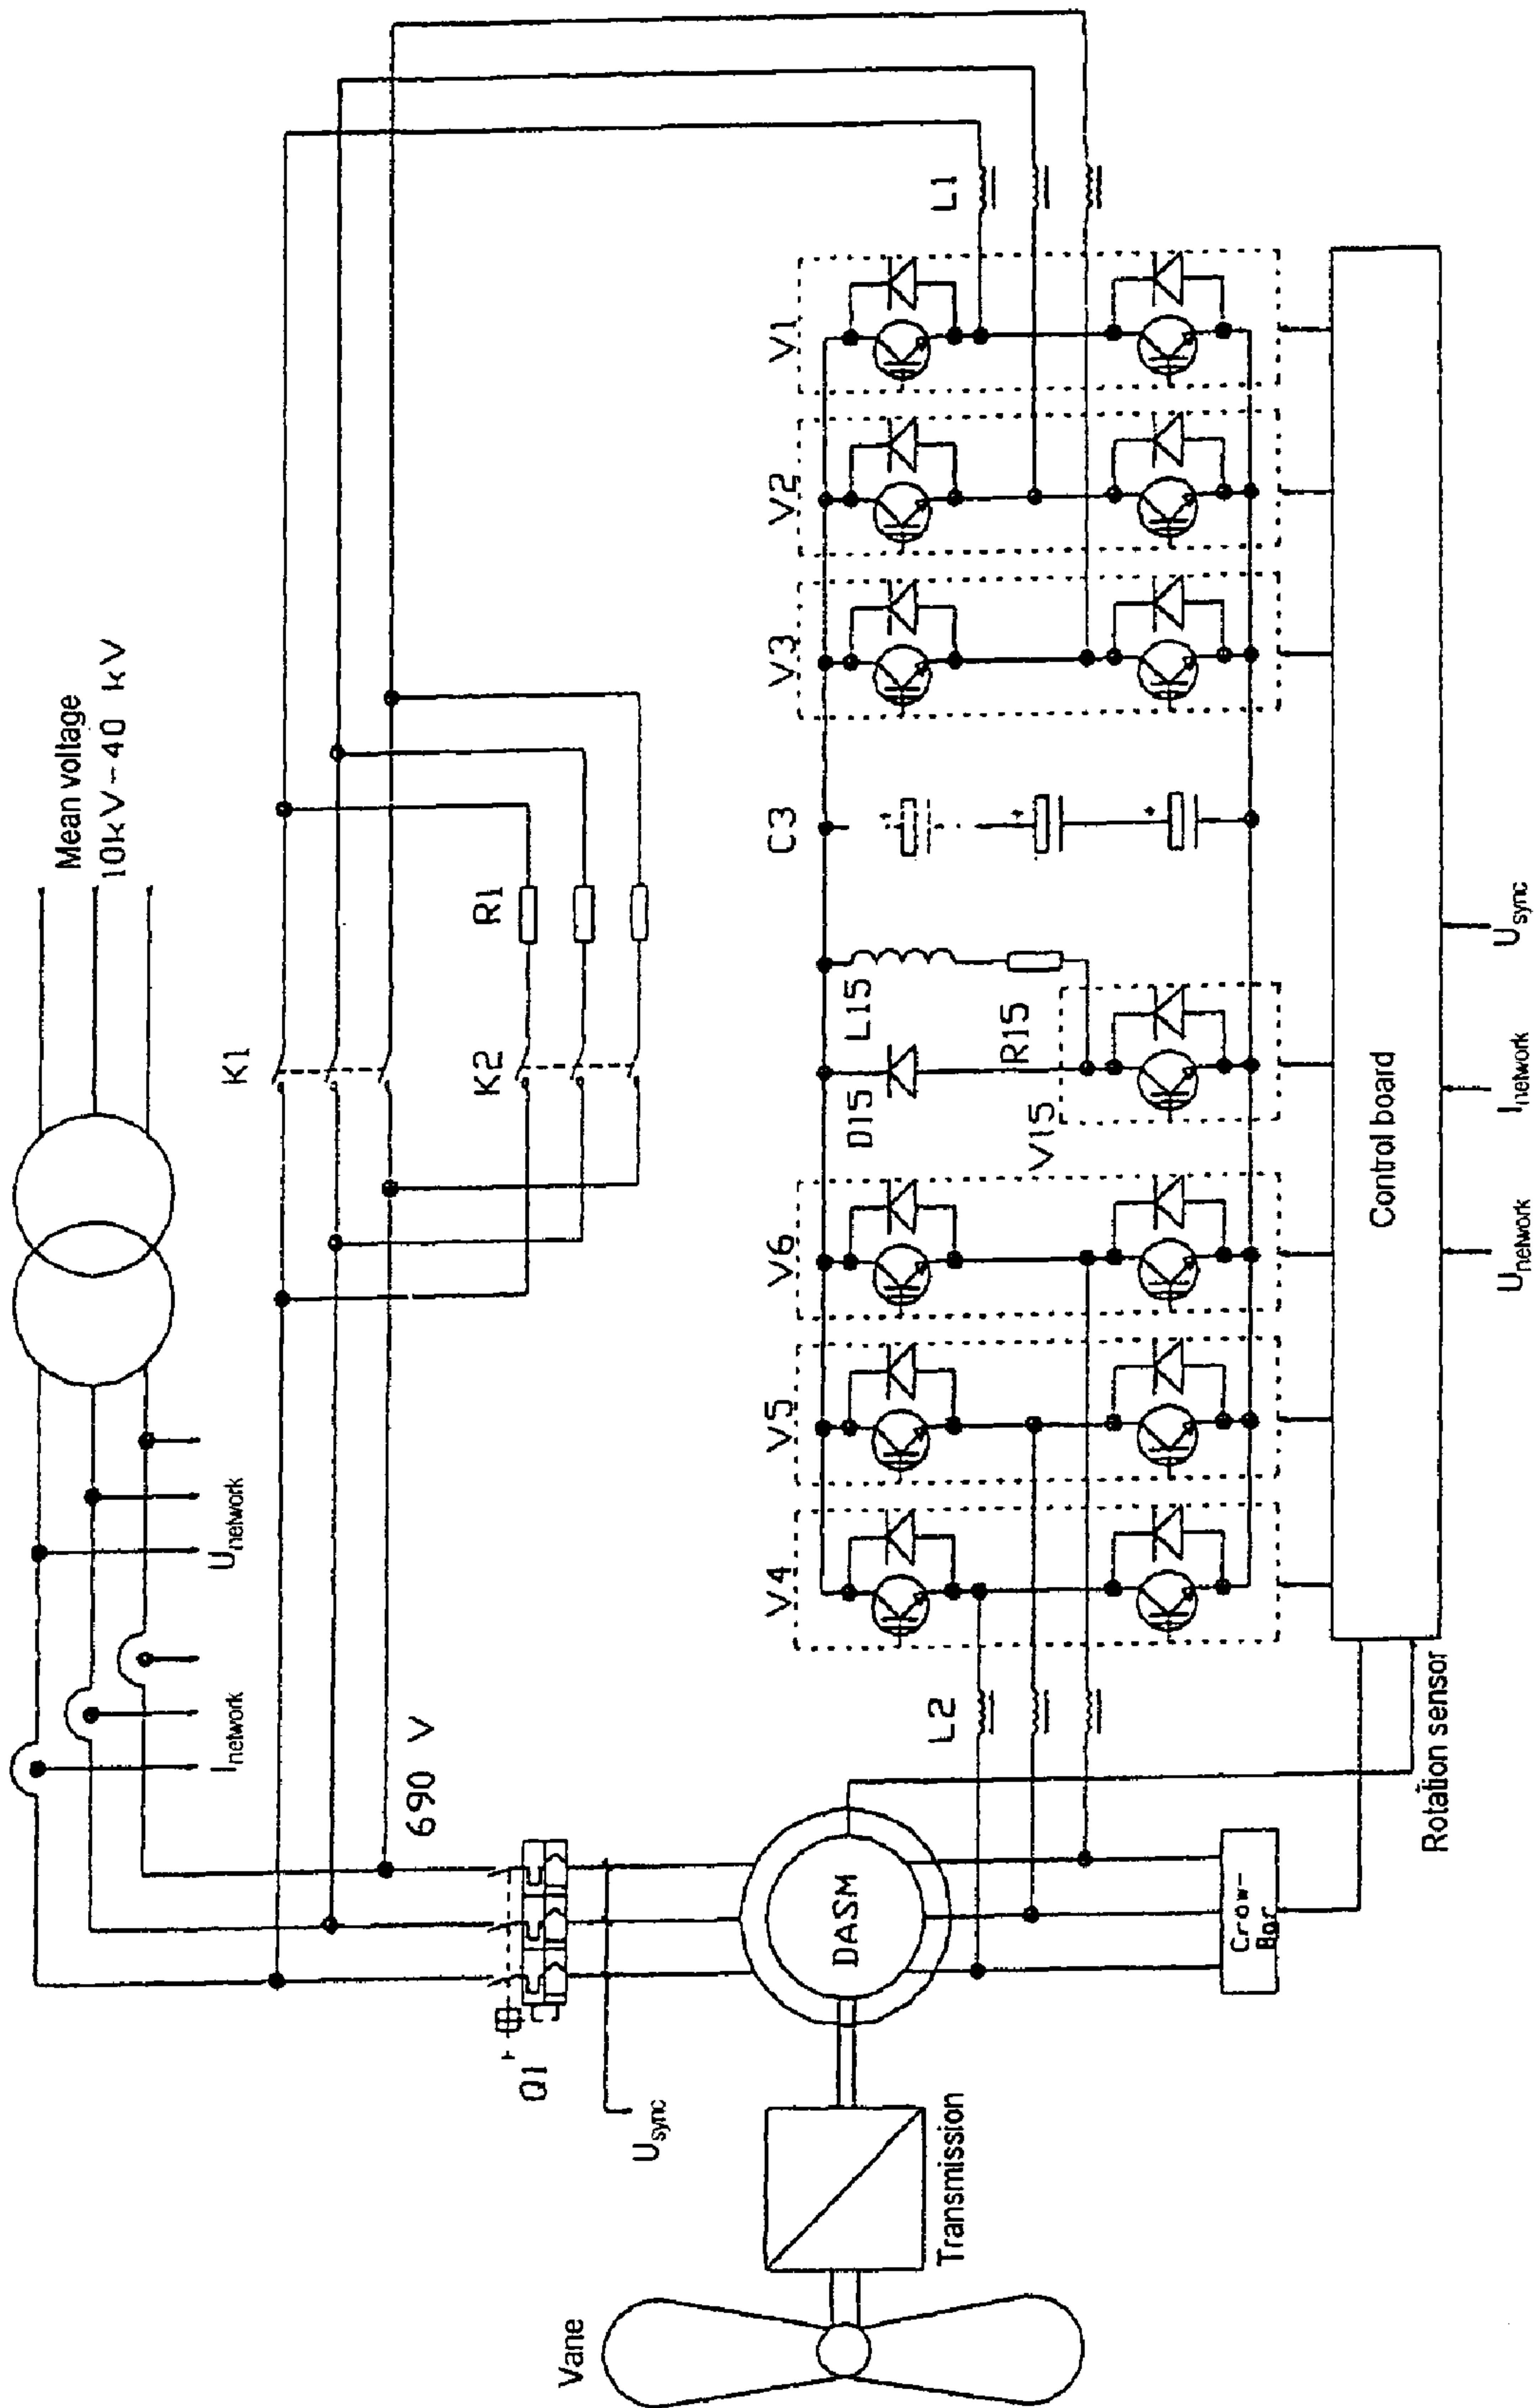 Mean voltage
10kV-40 kV
Unetwork
Inetwork
K1
690 V
K2
R1
Q1
Usync
Vane
Transmission
DASM
L2
L1
V4
V5
V6
D15
L15
C3
V3
V2
V1
V15
R15
Crow-
Bar
Rotation sensor
Control board
Unetwork
Inetwork
Usync